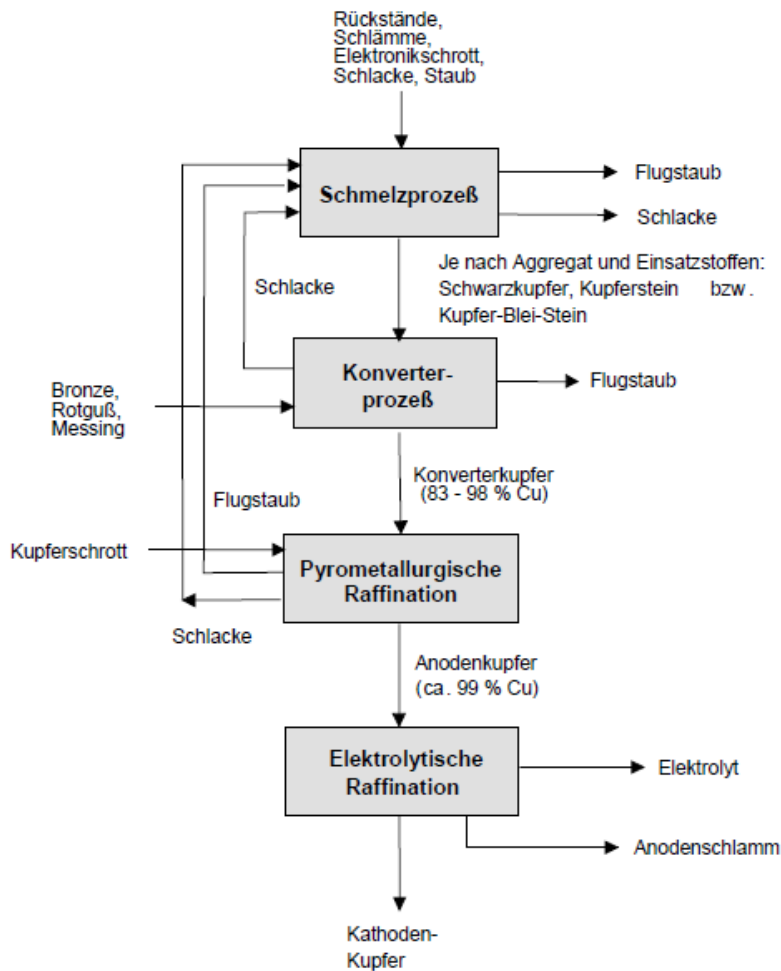 Rückstände,
Schlämme,
Elektronikschrott,
Schlacke, Staub
Schmelzprozeß
Flugstaub
Schlacke
Je nach Aggregat und Einsatzstoffen:
Schwarzkupfer, Kupferstein bzw.
Kupfer-Blei-Stein
Schlacke
Konverter-
prozeß
Flugstaub
Bronze,
Rotguß,
Messing
Konverterkupfer
(83 - 98 % Cu)
Flugstaub
Kupferschrott
Pyrometallurgische
Raffination
Schlacke
Anodenkupfer
(ca. 99 % Cu)
Elektrolytische
Raffination
Elektrolyt
Anodenschlamm
Kathoden-
Kupfer